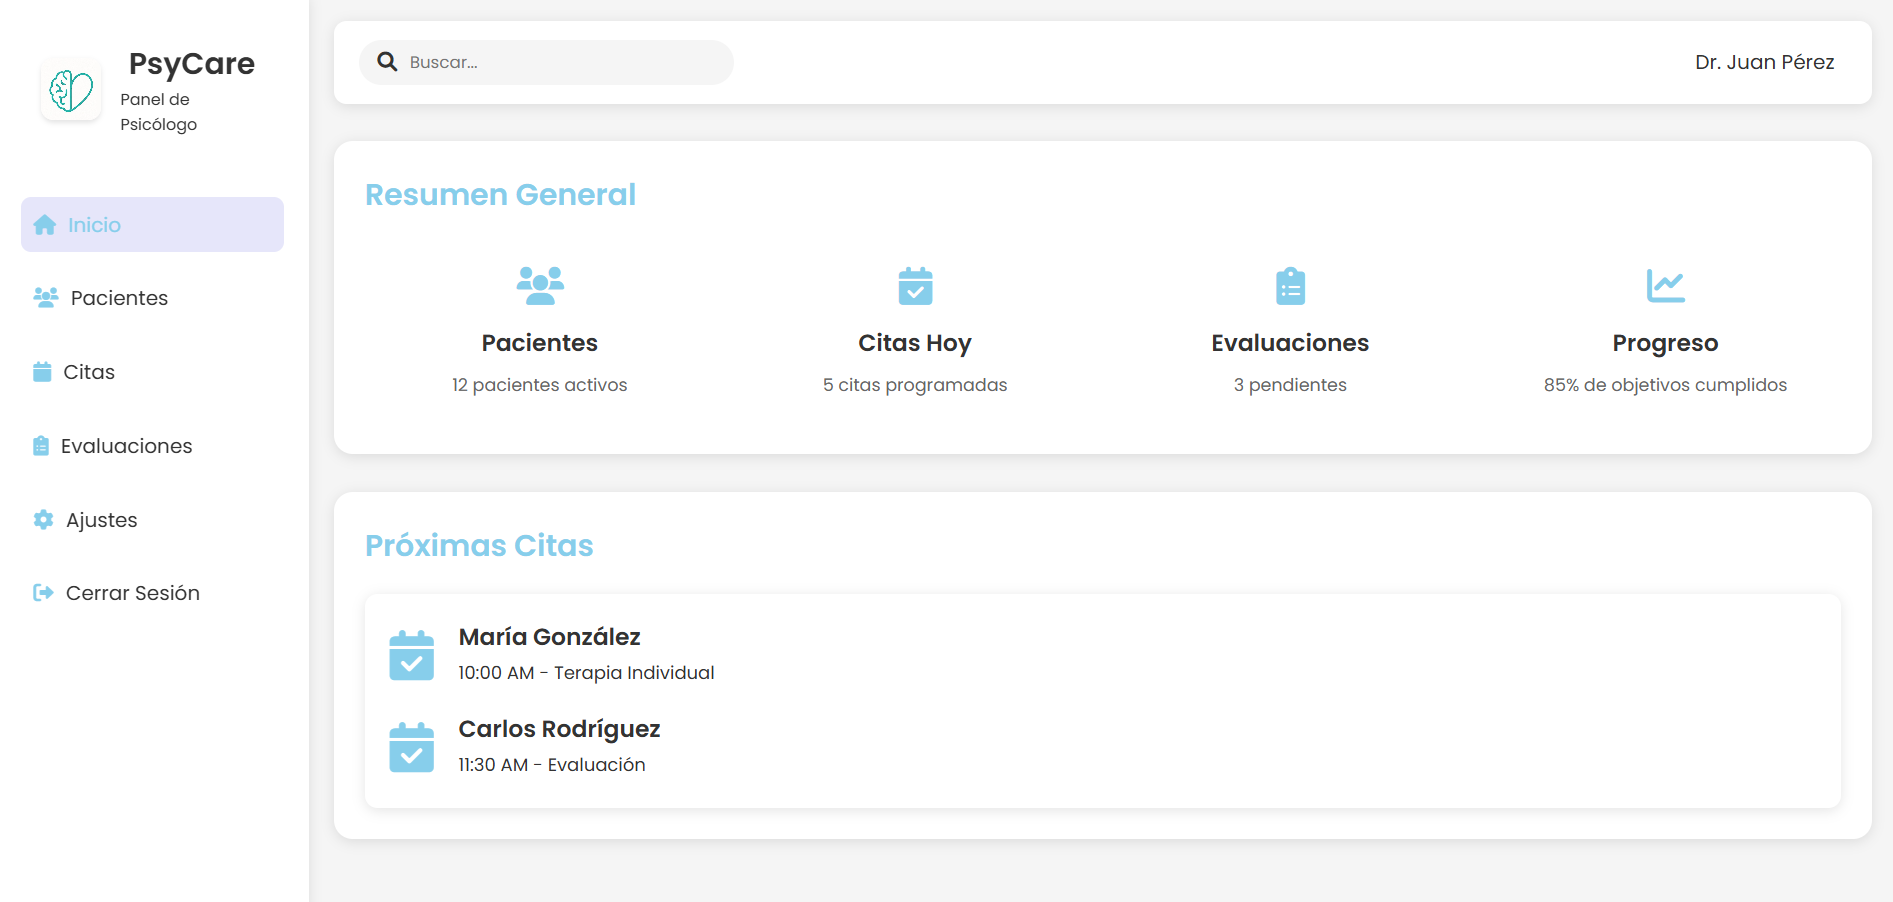 PsyCare
Panel de
Psicólogo
Inicio
Pacientes
Citas
Evaluaciones
Ajustes
Cerrar Sesión
Buscar...
Dr. Juan Pérez
Resumen General
Pacientes
12 pacientes activos
Citas Hoy
5 citas programadas
Evaluaciones
3 pendientes
Progreso
85% de objetivos cumplidos
Próximas Citas
María González
10:00 AM - Terapia Individual
Carlos Rodríguez
11:30 AM - Evaluación